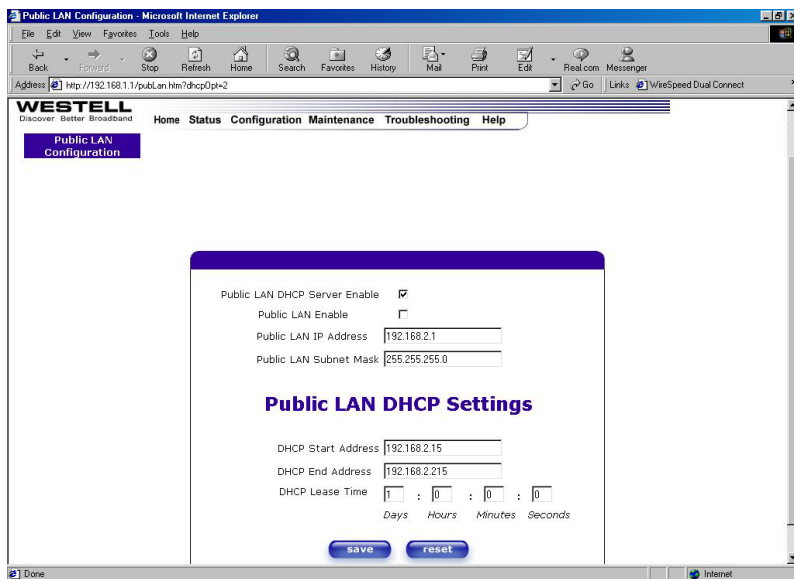 Public LAN Configuration - Microsoft Internet Explorer
File Edit View Favorites Tools Help
Back Forward Stop Refresh Home Search Favorites History Mail Print Edit Real.com Messenger
Address http://192.168.1.1/pubLan.htm?dhcpOpt=2 Go Links WireSpeed Dual Connect
WESTELL
Discover Better Broadband
Home Status Configuration Maintenance Troubleshooting Help
Public LAN
Configuration
Public LAN DHCP Server Enable
Public LAN Enable
Public LAN IP Address 192.168.2.1
Public LAN Subnet Mask 255.255.255.0
Public LAN DHCP Settings
DHCP Start Address 192.168.2.15
DHCP End Address 192.168.2.215
DHCP Lease Time 1 : 0 : 0 : 0
Days Hours Minutes Seconds
save reset
Done Internet